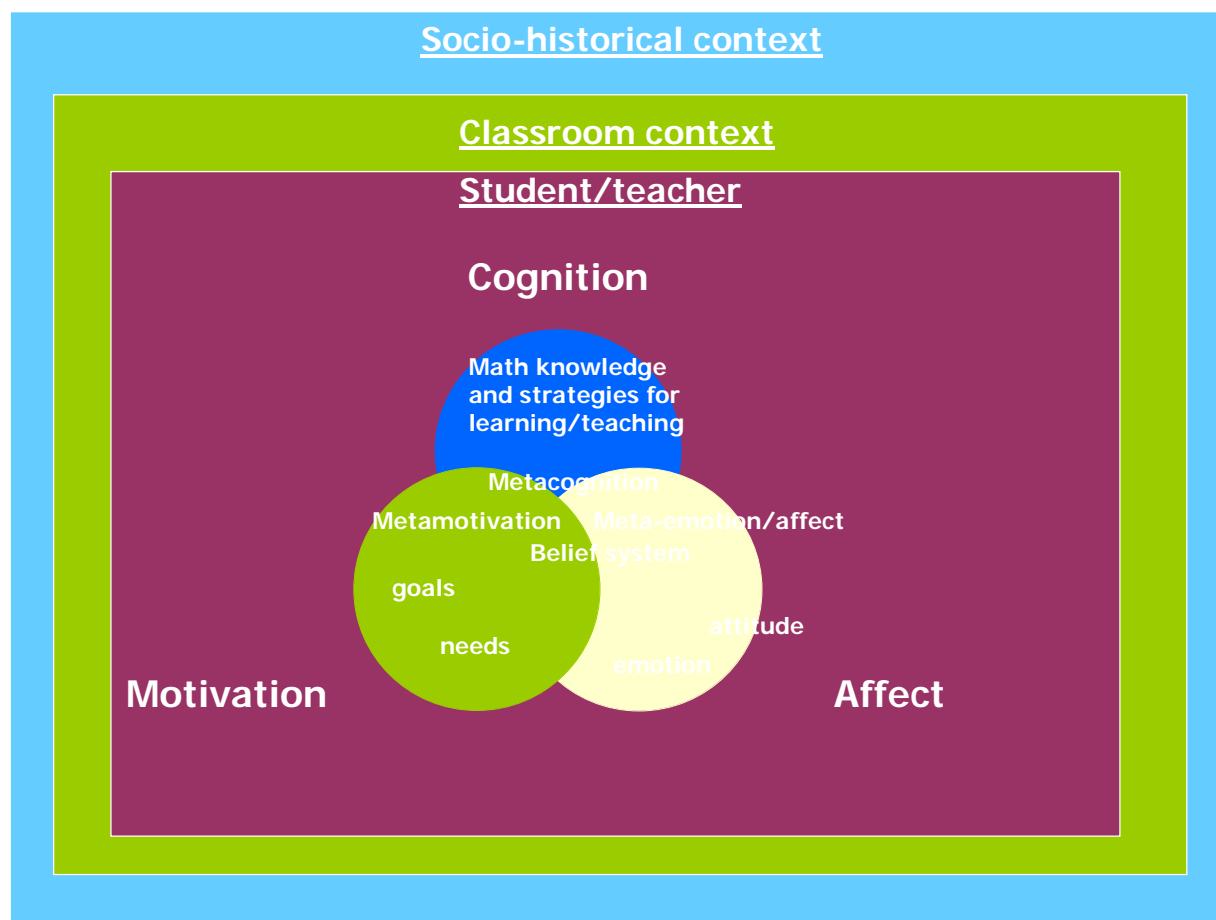 Socio-historical context
Classroom context
Student/teacher
Cognition
Math knowledge
and strategies for
learning/teaching
Metacognition
Metamotivation
Meta-emotion/affect
Belief system
goals
attitude
needs
emotion
Motivation
Affect